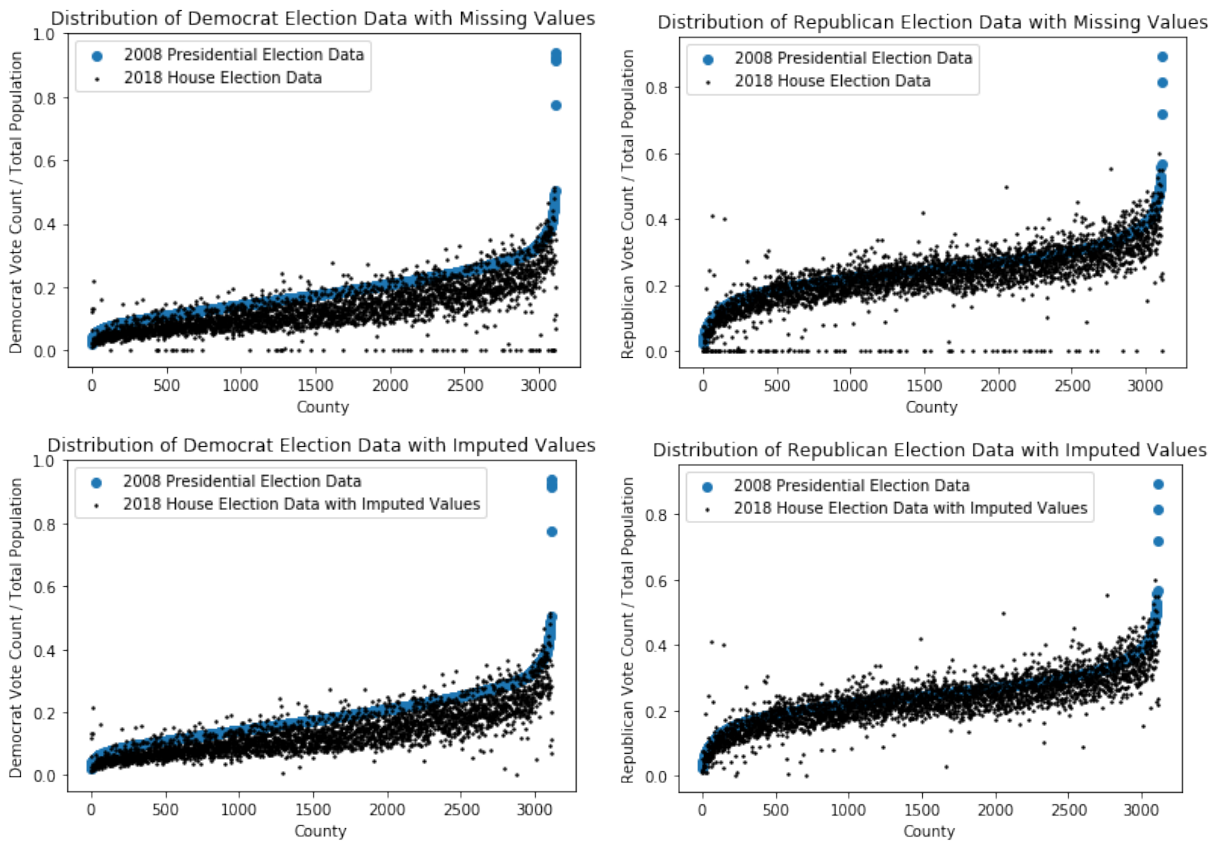 Distribution of Democrat Election Data with Missing Values
2008 Presidential Election Data
2018 House Election Data
Democrat Vote Count / Total Population
1.0
0.8
0.6
0.4
0.2
0.0
0 500 1000 1500 2000 2500 3000
County
Distribution of Republican Election Data with Missing Values
2008 Presidential Election Data
2018 House Election Data
Republican Vote Count / Total Population
0.8
0.6
0.4
0.2
0.0
0 500 1000 1500 2000 2500 3000
County
Distribution of Democrat Election Data with Imputed Values
2008 Presidential Election Data
2018 House Election Data with Imputed Values
Democrat Vote Count / Total Population
1.0
0.8
0.6
0.4
0.2
0.0
0 500 1000 1500 2000 2500 3000
County
Distribution of Republican Election Data with Imputed Values
2008 Presidential Election Data
2018 House Election Data with Imputed Values
Republican Vote Count / Total Population
0.8
0.6
0.4
0.2
0.0
0 500 1000 1500 2000 2500 3000
County